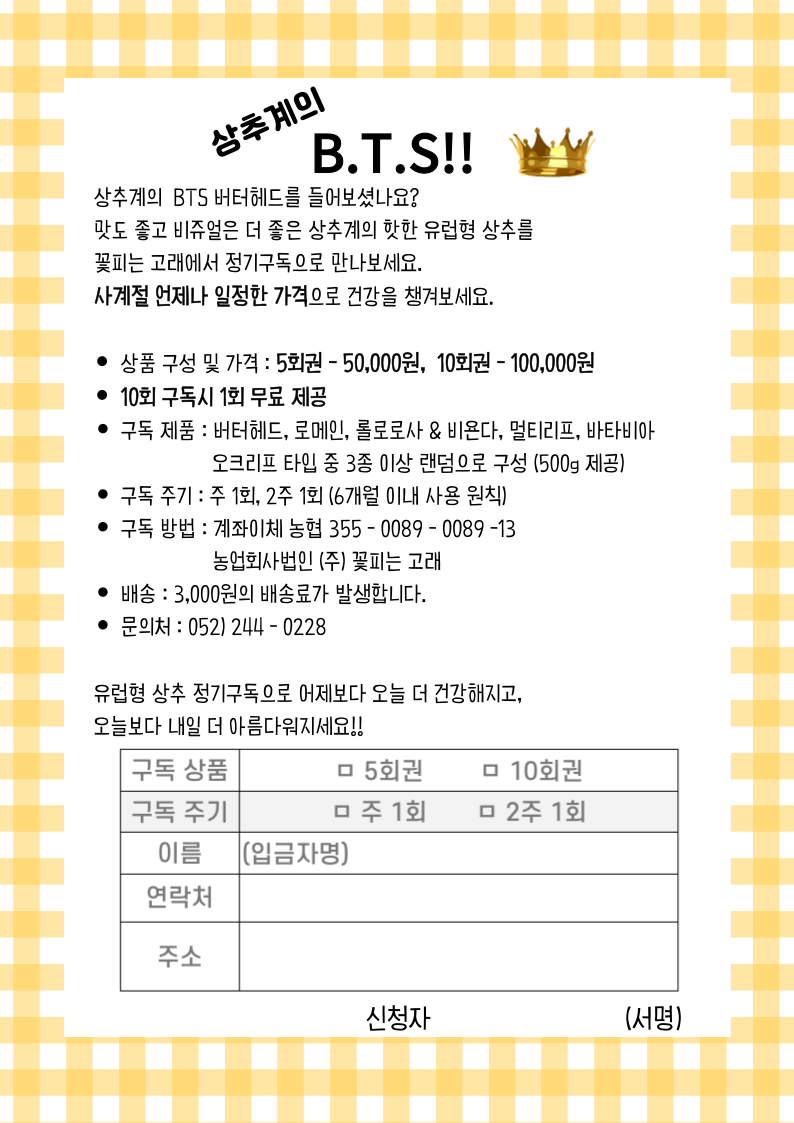 상추계의
B.T.S!!
상추계의 BTS 버터헤드를 들어보셨나요?
맛도 좋고 비쥬얼은 더 좋은 상추계의 핫한 유럽형 상추를
꽃피는 고래에서 정기구독으로 만나보세요.
사계절 언제나 일정한 가격으로 건강을 챙겨보세요.
• 상품 구성 및 가격 : 5회권 - 50,000원, 10회권 - 100,000원
• 10회 구독시 1회 무료 제공
• 구독 제품 : 버터헤드, 로메인, 롤로로사 & 비욘다, 멀티리프, 바타비아
오크리프 타입 중 3종 이상 랜덤으로 구성 (500g 제공)
• 구독 주기 : 주 1회, 2주 1회 (6개월 이내 사용 원칙)
• 구독 방법 : 계좌이체 농협 355 - 0089 - 0089 -13
농업회사법인 (주) 꽃피는 고래
• 배송 : 3,000원의 배송료가 발생합니다.
• 문의처 : 052) 244 - 0228
유럽형 상추 정기구독으로 어제보다 오늘 더 건강해지고,
오늘보다 내일 더 아름다워지세요!!
구독 상품 ㅁ 5회권 ㅁ 10회권
구독 주기 ㅁ 주 1회 ㅁ 2주 1회
이름 (입금자명)
연락처
주소
신청자 (서명)